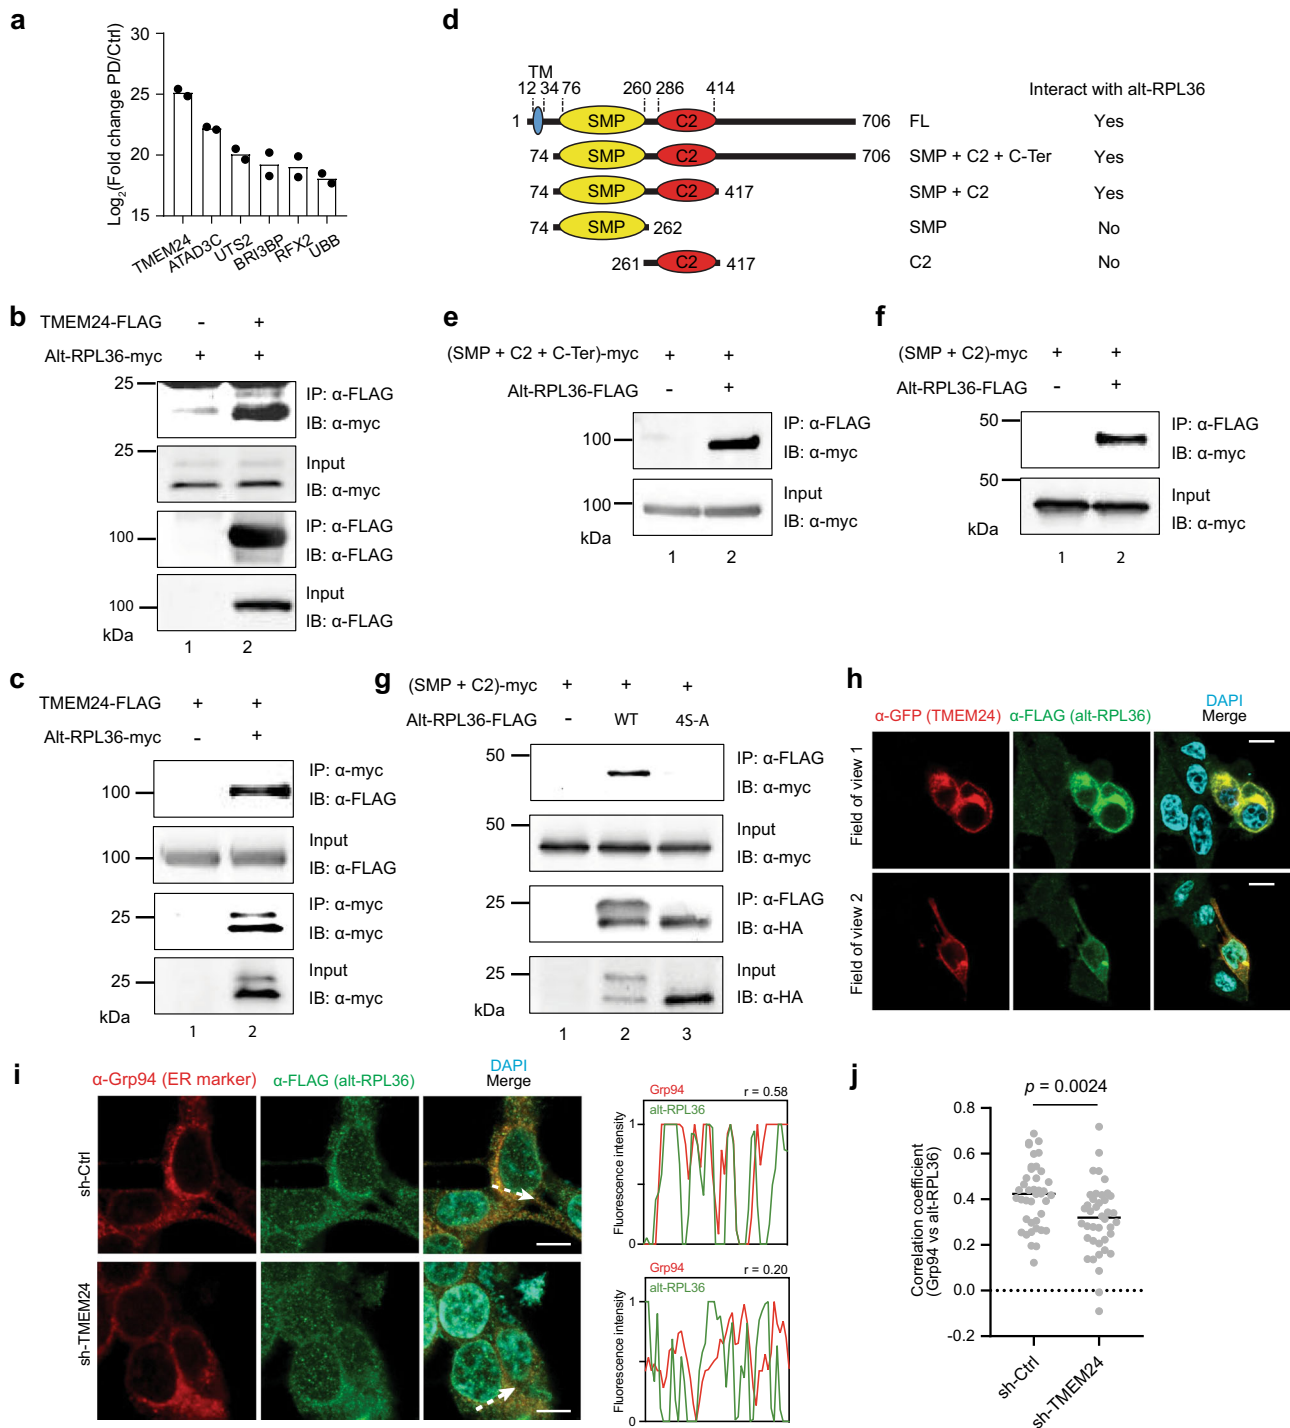 a
Log2(Fold change PD/Ctrl)
30
25
20
15
TMEM24
ATAD3C
UTS2
BRI3BP
RFX2
UBB
d
TM
12 34 76 260 286 414
Interact with alt-RPL36
1 SMP C2 706 FL Yes
74 SMP C2 706 SMP + C2 + C-Ter Yes
74 SMP C2 417 SMP + C2 Yes
74 SMP 262 SMP No
261 C2 417 C2 No
b
TMEM24-FLAG - +
Alt-RPL36-myc + +
25
IP: α-FLAG
IB: α-myc
25
Input
IB: α-myc
100
IP: α-FLAG
IB: α-FLAG
100
Input
IB: α-FLAG
kDa
1 2
e
(SMP + C2 + C-Ter)-myc + +
Alt-RPL36-FLAG - +
100
IP: α-FLAG
IB: α-myc
100
Input
IB: α-myc
kDa
1 2
f
(SMP + C2)-myc + +
Alt-RPL36-FLAG - +
50
IP: α-FLAG
IB: α-myc
50
Input
IB: α-myc
kDa
1 2
c
TMEM24-FLAG + +
Alt-RPL36-myc - +
100
IP: α-myc
IB: α-FLAG
100
Input
IB: α-FLAG
25
IP: α-myc
IB: α-myc
25
Input
IB: α-myc
kDa
1 2
g
(SMP + C2)-myc + + +
Alt-RPL36-FLAG - WT 4S-A
50
IP: α-FLAG
IB: α-myc
50
Input
IB: α-myc
25
IP: α-FLAG
IB: α-HA
25
Input
IB: α-HA
kDa
1 2 3
h
α-GFP (TMEM24) α-FLAG (alt-RPL36) DAPI
Merge
Field of view 1
Field of view 2
i
α-Grp94 (ER marker) α-FLAG (alt-RPL36) DAPI
Merge
sh-Ctrl
sh-TMEM24
Grp94 r = 0.58
alt-RPL36
Fluorescence intensity
1
0
Grp94 r = 0.20
alt-RPL36
Fluorescence intensity
1
0
j
p = 0.0024
Correlation coefficient
(Grp94 vs alt-RPL36)
0.8
0.6
0.4
0.2
0.0
-0.2
sh-Ctrl
sh-TMEM24